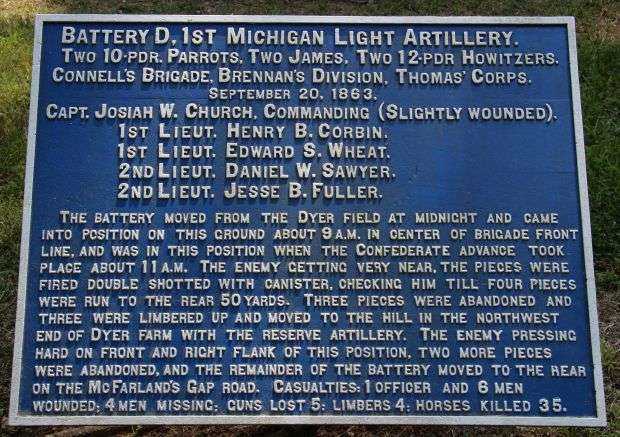 Battery D, 1st Michigan Light Artillery.
Two 10-pdr. Parrots, Two James, Two 12-pdr Howitzers.
Connell's Brigade, Brennan's Division, Thomas' Corps.
September 20, 1863.
Capt. Josiah W. Church, Commanding (Slightly wounded).
1st Lieut. Henry B. Corbin.
1st Lieut. Edward S. Wheat.
2nd Lieut. Daniel W. Sawyer.
2nd Lieut. Jesse B. Fuller.
The battery moved from the Dyer field at midnight and came
into position on this ground about 9 a.m. in center of brigade front
line, and was in this position when the Confederate advance took
place about 11 a.m. The enemy getting very near, the pieces were
fired double shotted with canister, checking him till four pieces
were run to the rear 50 yards. Three pieces were abandoned and
three were limbered up and moved to the hill in the northwest
end of Dyer farm with the reserve artillery. The enemy pressing
hard on front and right flank of this position, two more pieces
were abandoned, and the remainder of the battery moved to the rear
on the McFarland's Gap road. Casualties: 1 officer and 6 men
wounded; 4 men missing; guns lost 5; limbers 4; horses killed 35.